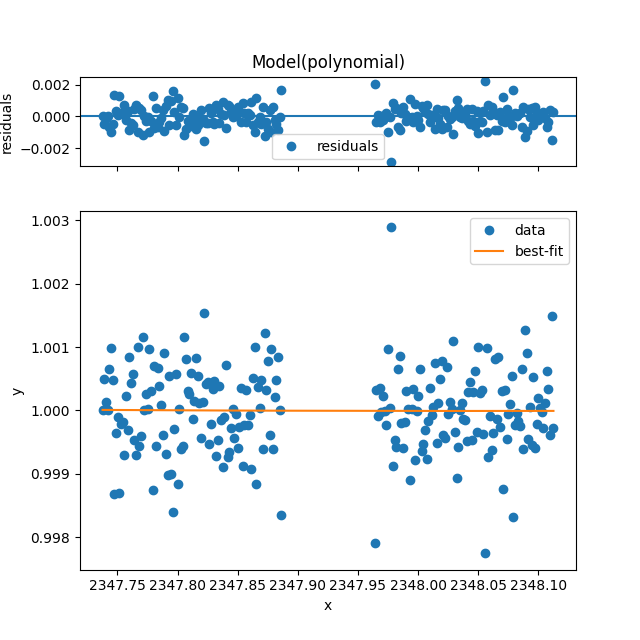 Model(polynomial)
residuals
0.002
0.000
−0.002
residuals
y
1.003
1.002
1.001
1.000
0.999
0.998
data
best-fit
2347.75 2347.80 2347.85 2347.90 2347.95 2348.00 2348.05 2348.10
x